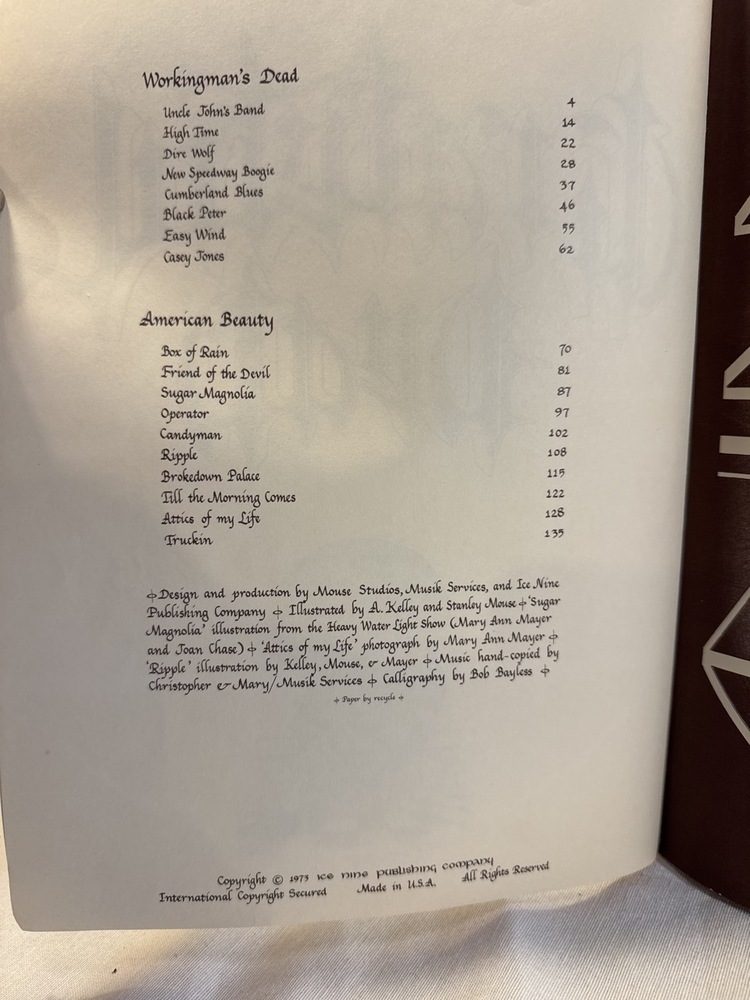 Workingman's Dead
Uncle John's Band 4
High Time 14
Dire Wolf 22
New Speedway Boogie 28
Cumberland Blues 37
Black Peter 46
Easy Wind 55
Casey Jones 62
American Beauty
Box of Rain 70
Friend of the Devil 81
Sugar Magnolia 87
Operator 97
Candyman 102
Ripple 108
Brokedown Palace 115
Till the Morning Comes 122
Attics of my Life 128
Truckin 135
Design and production by Mouse Studios, Musik Services, and Ice Nine
Publishing Company Illustrated by A. Kelley and Stanley Mouse 'Sugar
Magnolia' illustration from the Heavy Water Light Show (Mary Ann Mayer
and Joan Chase) 'Attics of my Life' photograph by Mary Ann Mayer
'Ripple' illustration by Kelley, Mouse, & Mayer Music hand-copied by
Christopher & Mary/Musik Services Calligraphy by Bob Bayless
Paper by recycle
Copyright © 1973 ice nine publishing company
International Copyright Secured Made in U.S.A. All Rights Reserved